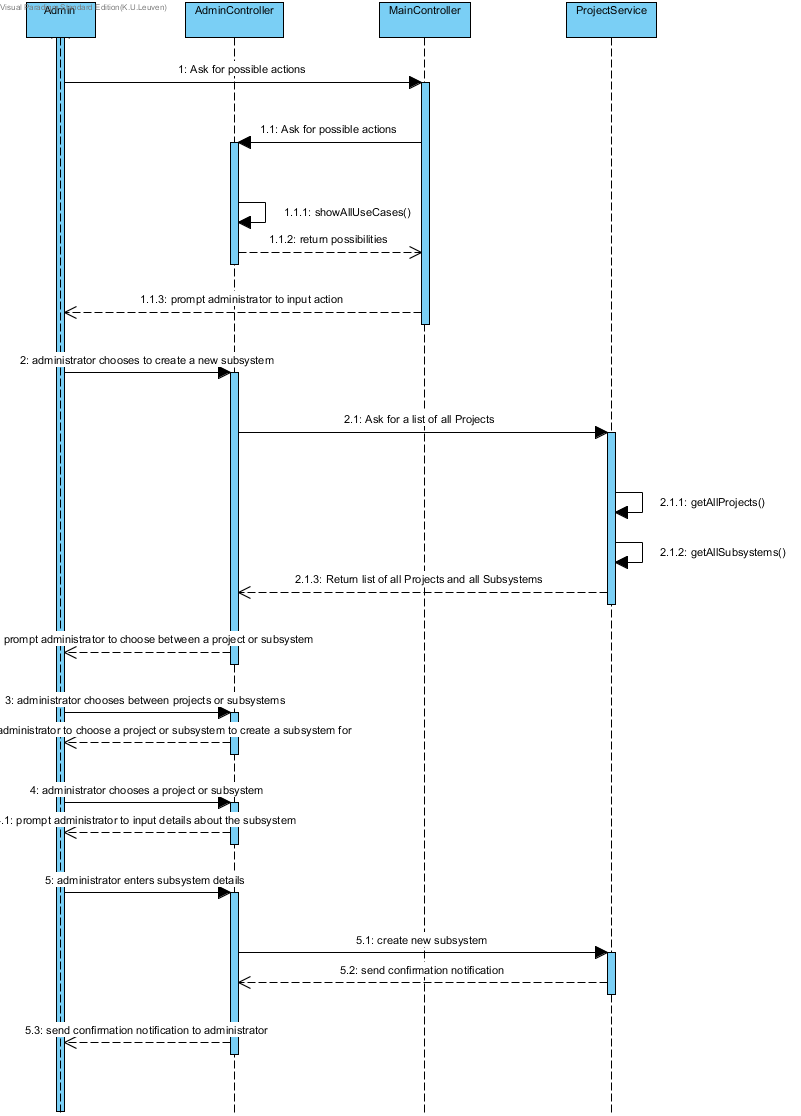 Visual Paradigm Standard Edition(K.U.Leuven)
Admin
AdminController
MainController
ProjectService
1: Ask for possible actions
1.1: Ask for possible actions
1.1.1: showAllUseCases()
1.1.2: return possibilities
1.1.3: prompt administrator to input action
2: administrator chooses to create a new subsystem
2.1: Ask for a list of all Projects
2.1.1: getAllProjects()
2.1.2: getAllSubsystems()
2.1.3: Return list of all Projects and all Subsystems
prompt administrator to choose between a project or subsystem
3: administrator chooses between projects or subsystems
administrator to choose a project or subsystem to create a subsystem for
4: administrator chooses a project or subsystem
.1: prompt administrator to input details about the subsystem
5: administrator enters subsystem details
5.1: create new subsystem
5.2: send confirmation notification
5.3: send confirmation notification to administrator